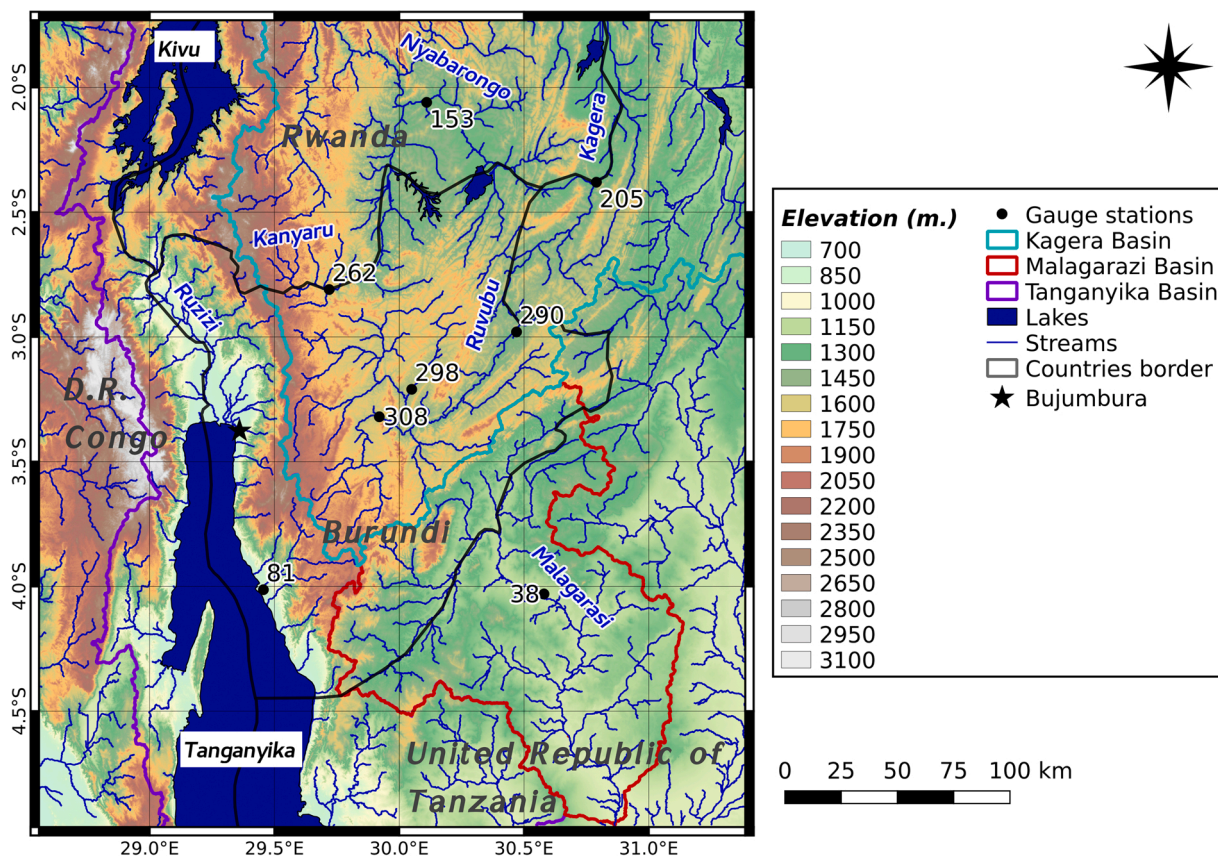 Kivu
Nyabarongo
2.0°S
153
Kagera
Rwanda
205
2.5°S
Kanyaru
262
Ruzizi
Ruvubu
290
3.0°S
298
D.R.
Congo
308
3.5°S
Burundi
Malagarasi
81
38
4.0°S
4.5°S
Tanganyika
United Republic of
Tanzania
29.0°E 29.5°E 30.0°E 30.5°E 31.0°E
Elevation (m.)
700
850
1000
1150
1300
1450
1600
1750
1900
2050
2200
2350
2500
2650
2800
2950
3100
Gauge stations
Kagera Basin
Malagarazi Basin
Tanganyika Basin
Lakes
Streams
Countries border
Bujumbura
0 25 50 75 100 km